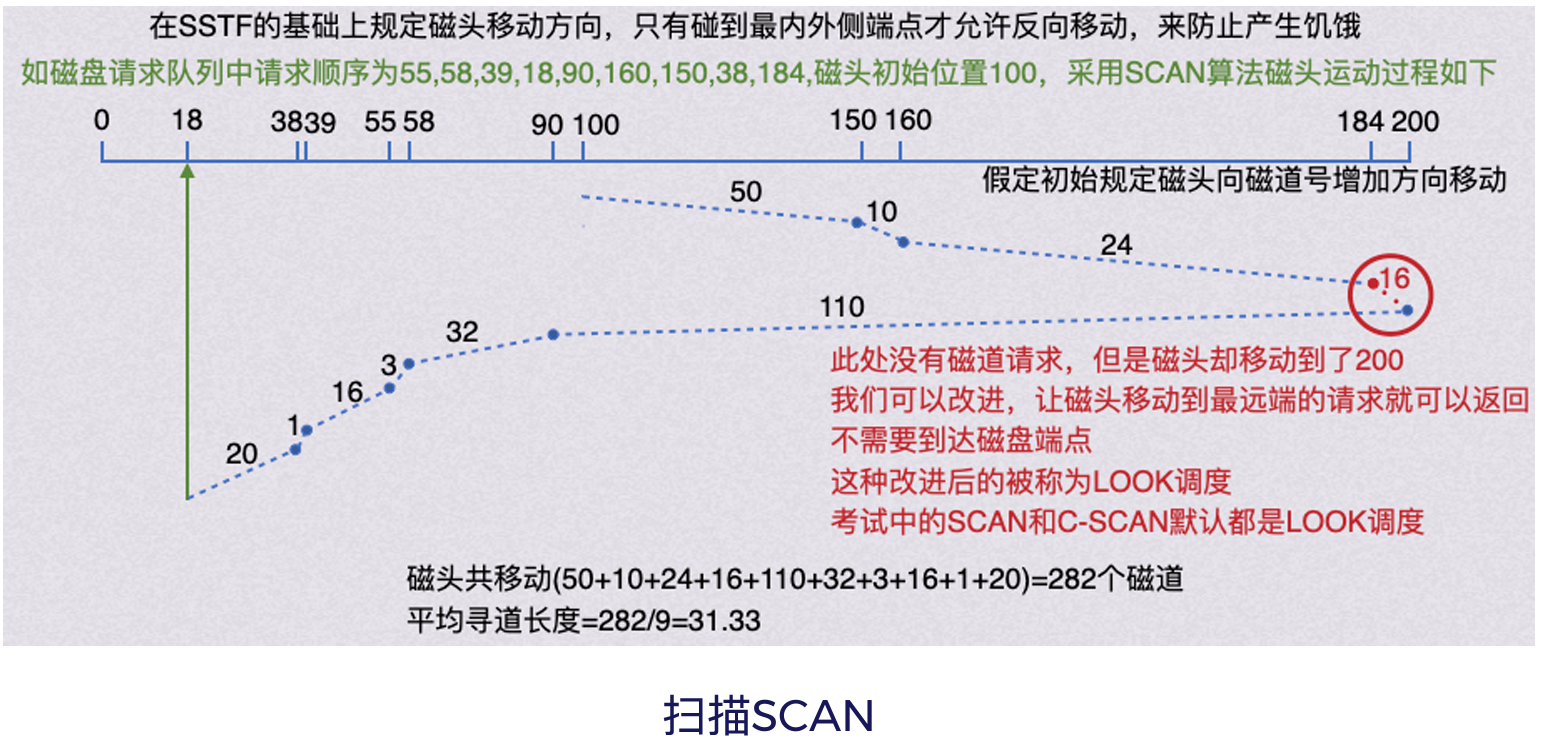 在SSTF的基础上规定磁头移动方向，只有碰到最内外侧端点才允许反向移动，来防止产生饥饿
如磁盘请求队列中请求顺序为55,58,39,18,90,160,150,38,184,磁头初始位置100，采用SCAN算法磁头运动过程如下
0 18 38 39 55 58 90 100 150 160 184 200
假定初始规定磁头向磁道号增加方向移动
50
10
24
16
110
32
3
16
1
20
此处没有磁道请求，但是磁头却移动到了200
我们可以改进，让磁头移动到最远端的请求就可以返回
不需要到达磁盘端点
这种改进后的被称为LOOK调度
考试中的SCAN和C-SCAN默认都是LOOK调度
磁头共移动(50+10+24+16+110+32+3+16+1+20)=282个磁道
平均寻道长度=282/9=31.33
扫描SCAN